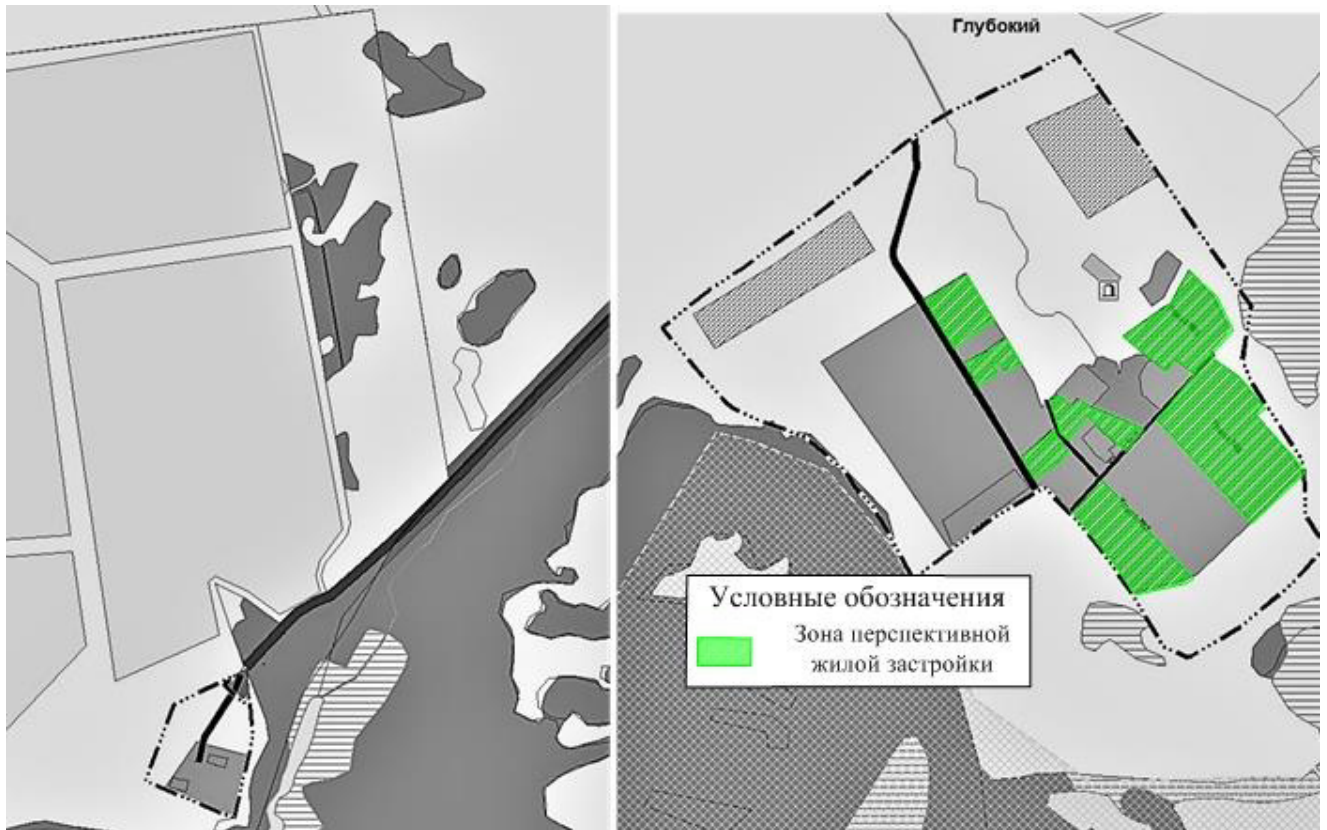 Глубокий
Условные обозначения
Зона перспективной
жилой застройки